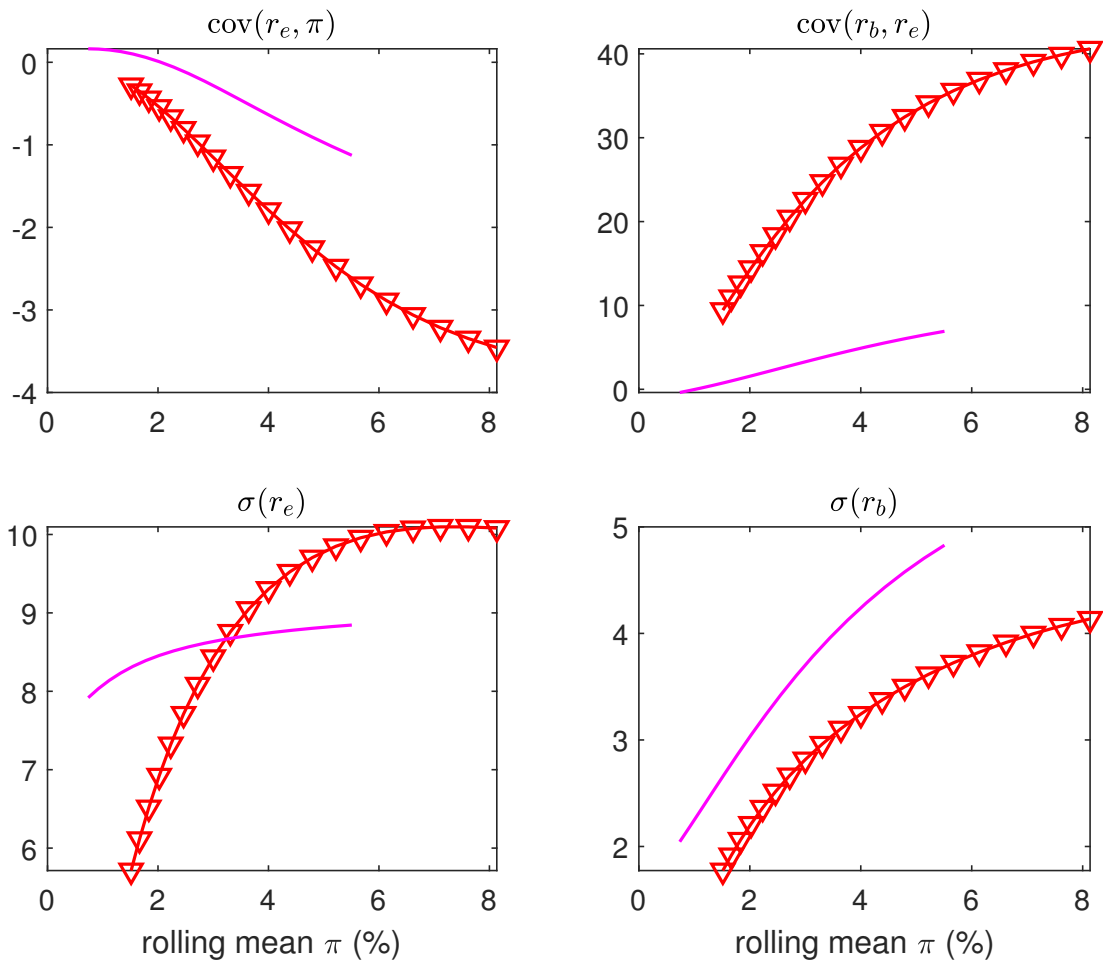 cov(r_e, π)
0
-1
-2
-3
-4
0 2 4 6 8
cov(r_b, r_e)
40
30
20
10
0
0 2 4 6 8
σ(r_e)
10
9
8
7
6
0 2 4 6 8
rolling mean π (%)
σ(r_b)
5
4
3
2
0 2 4 6 8
rolling mean π (%)